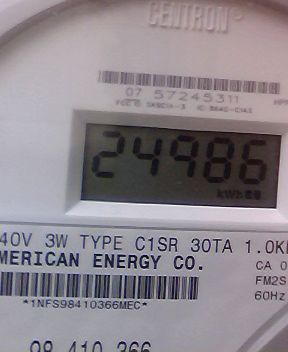 CENTRON®
07 57245311
24986
kWh
40V 3W TYPE C1SR 30TA 1.0K
MERICAN ENERGY CO.
CA 0
FM2S
60Hz
*1NFS98410366MEC*
98 410 366